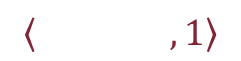 ⟨ , 1⟩